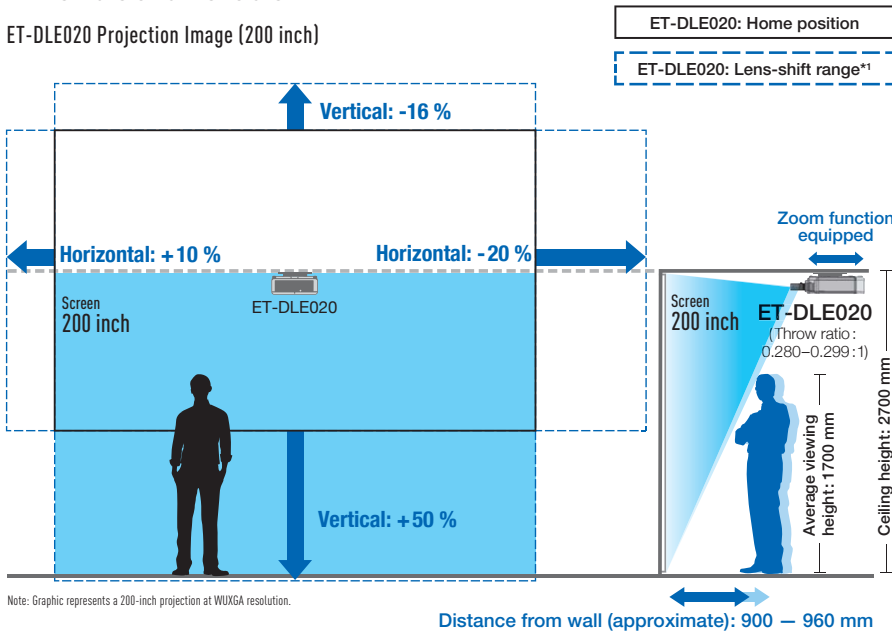 ET-DLE020 Projection Image (200 inch)
ET-DLE020: Home position
ET-DLE020: Lens-shift range*1
Vertical: -16 %
Horizontal: +10 %
Horizontal: -20 %
Screen
200 inch
ET-DLE020
Vertical: +50 %
Zoom function
equipped
Screen
200 inch
ET-DLE020
(Throw ratio:
0.280–0.299:1)
Average viewing
height: 1700 mm
Ceiling height: 2700 mm
Note: Graphic represents a 200-inch projection at WUXGA resolution.
Distance from wall (approximate): 900 — 960 mm